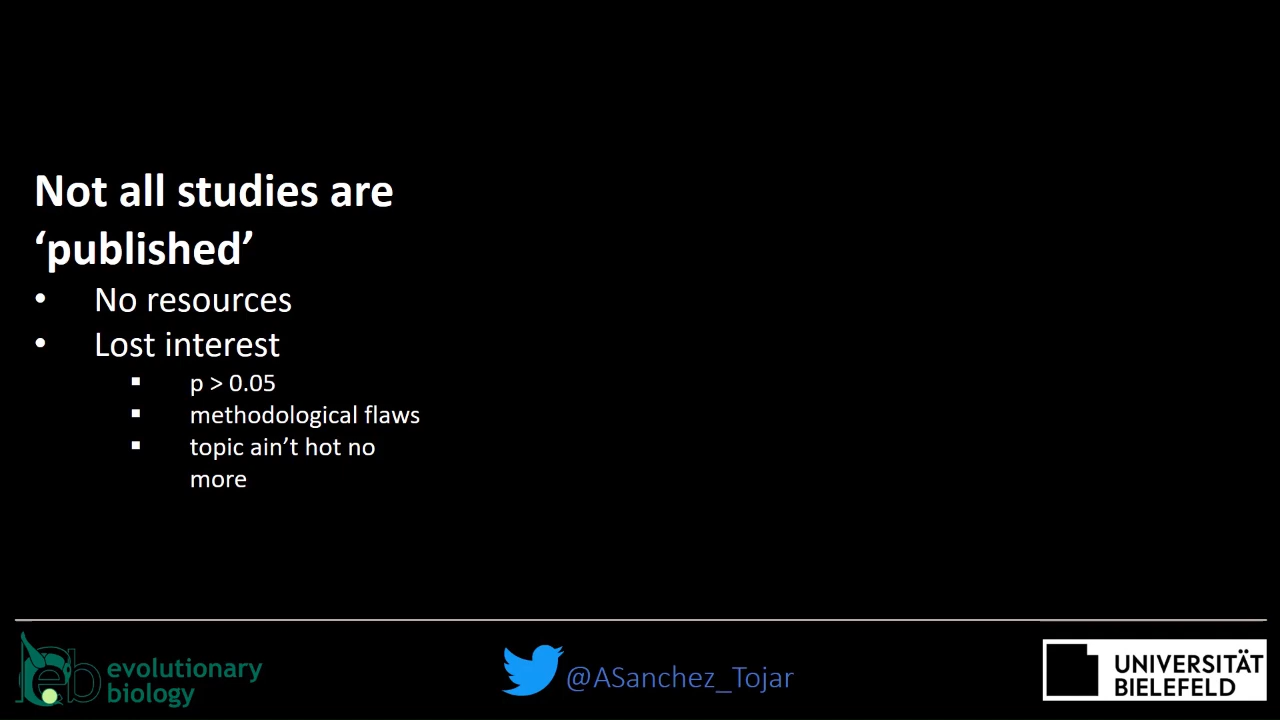 Not all studies are
‘published’
• No resources
• Lost interest
▪ p > 0.05
▪ methodological flaws
▪ topic ain’t hot no
more
eb evolutionary
biology
@ASanchez_Tojar
UNIVERSITÄT
BIELEFELD